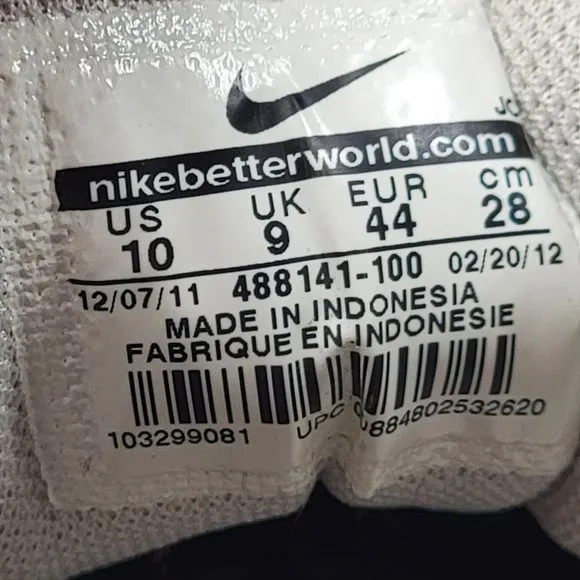 JC
nikebetterworld.com
US UK EUR cm
10 9 44 28
12/07/11 488141-100 02/20/12
MADE IN INDONESIA
FABRIQUE EN INDONESIE
103299081 UPC 884802532620